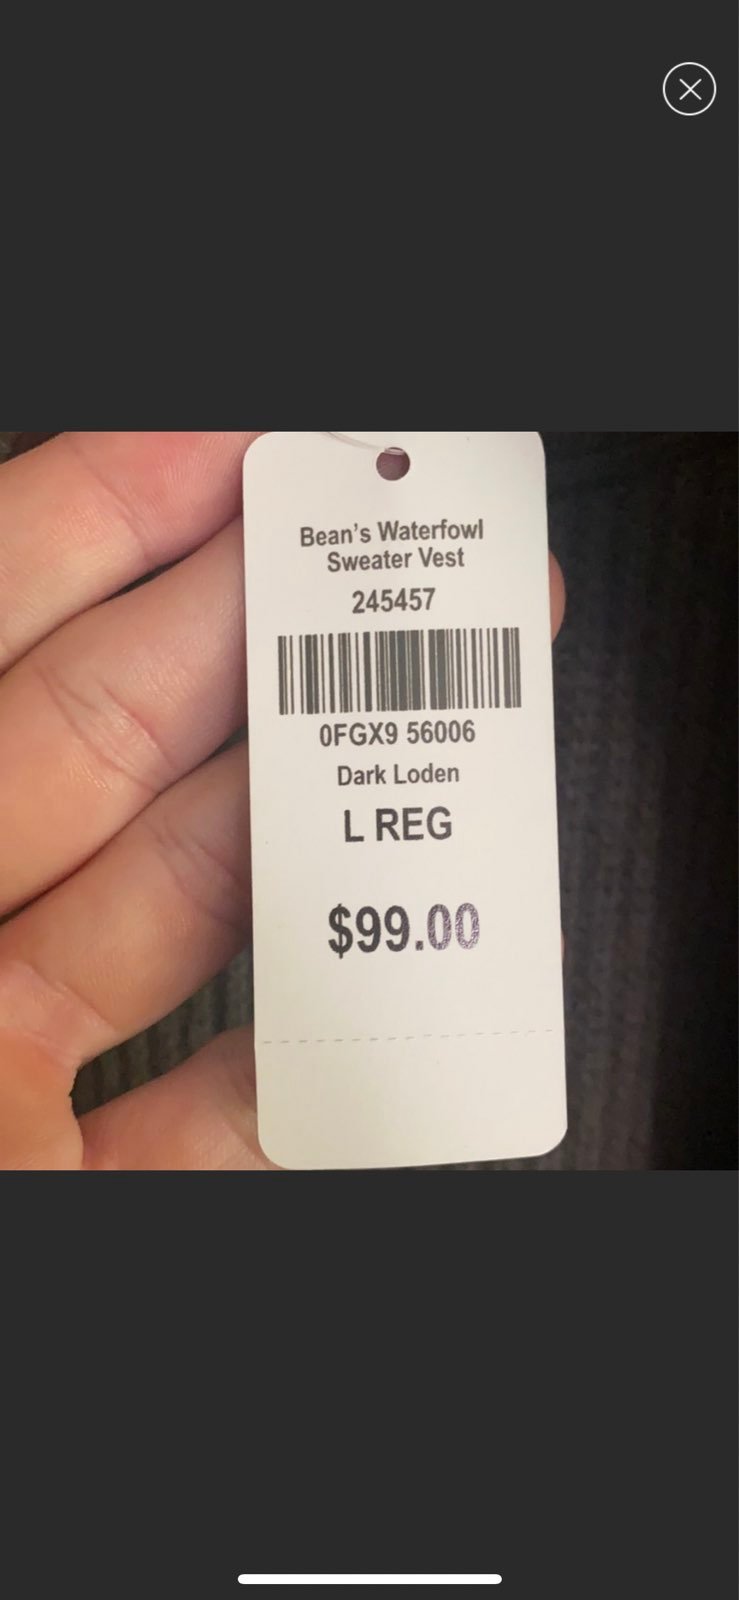 Bean's Waterfowl
Sweater Vest
245457
0FGX9 56006
Dark Loden
L REG
$99.00